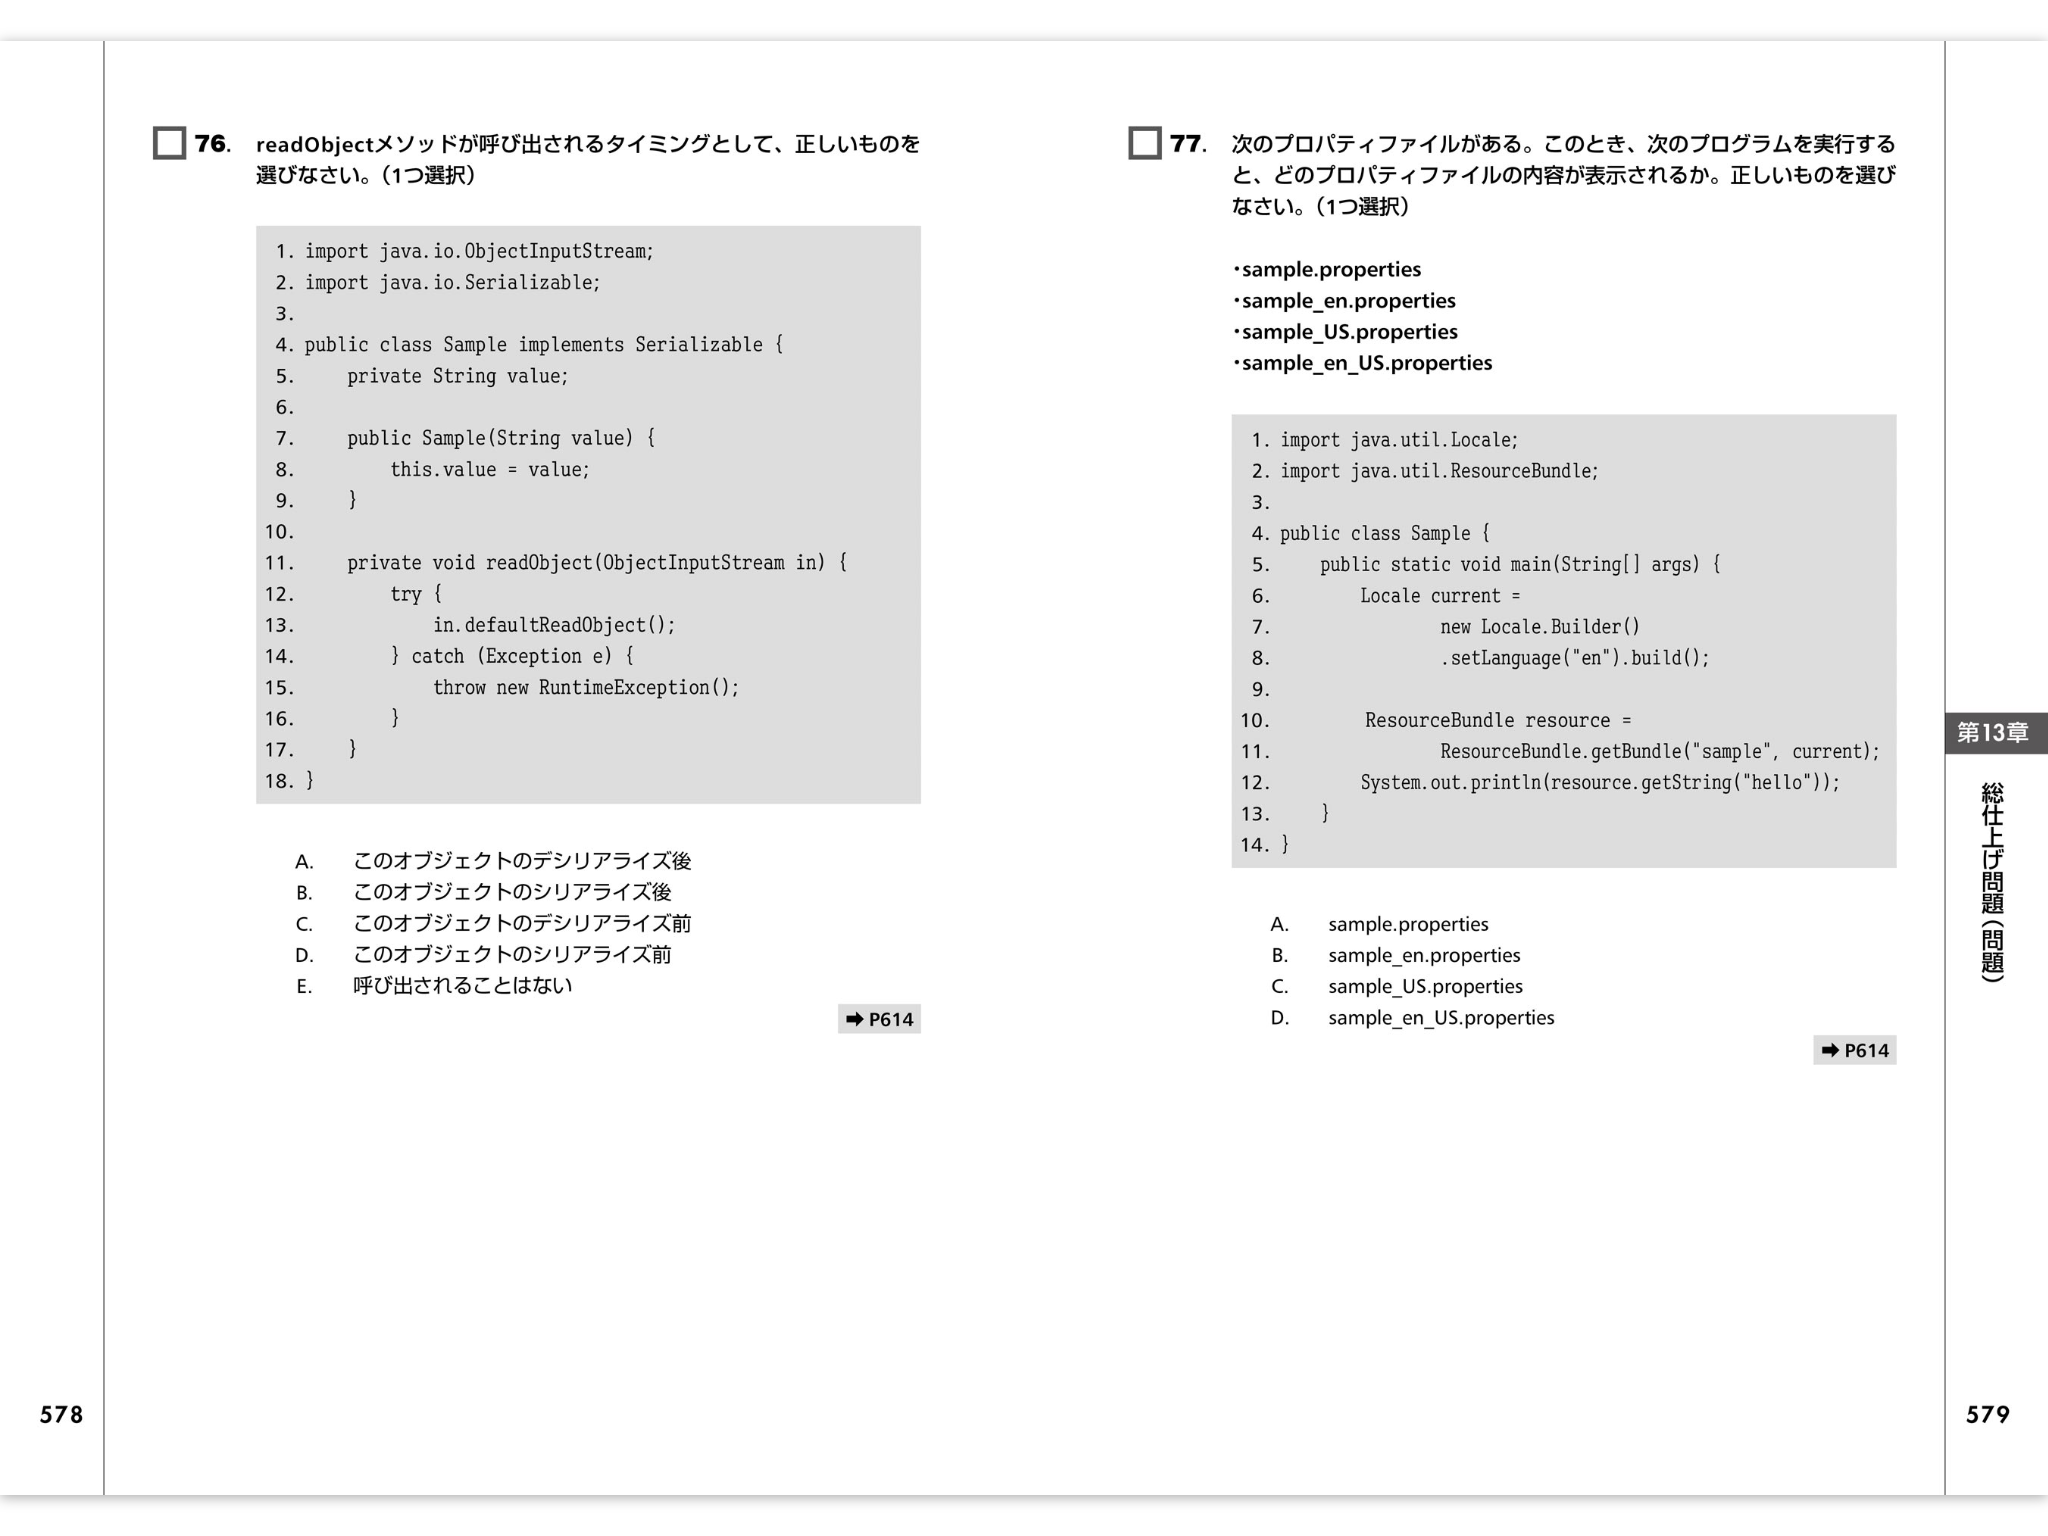 76. readObjectメソッドが呼び出されるタイミングとして、正しいものを
選びなさい。（1つ選択）
1. import java.io.ObjectInputStream;
2. import java.io.Serializable;
3.
4. public class Sample implements Serializable {
5.     private String value;
6.
7.     public Sample(String value) {
8.         this.value = value;
9.     }
10.
11.     private void readObject(ObjectInputStream in) {
12.         try {
13.             in.defaultReadObject();
14.         } catch (Exception e) {
15.             throw new RuntimeException();
16.         }
17.     }
18. }
A. このオブジェクトのデシリアライズ後
B. このオブジェクトのシリアライズ後
C. このオブジェクトのデシリアライズ前
D. このオブジェクトのシリアライズ前
E. 呼び出されることはない
➡ P614
578
77. 次のプロパティファイルがある。このとき、次のプログラムを実行する
と、どのプロパティファイルの内容が表示されるか。正しいものを選び
なさい。（1つ選択）
・sample.properties
・sample_en.properties
・sample_US.properties
・sample_en_US.properties
1. import java.util.Locale;
2. import java.util.ResourceBundle;
3.
4. public class Sample {
5.     public static void main(String[] args) {
6.         Locale current =
7.                 new Locale.Builder()
8.                 .setLanguage("en").build();
9.
10.         ResourceBundle resource =
11.                 ResourceBundle.getBundle("sample", current);
12.         System.out.println(resource.getString("hello"));
13.     }
14. }
A. sample.properties
B. sample_en.properties
C. sample_US.properties
D. sample_en_US.properties
➡ P614
第13章
総仕上げ問題（問題）
579